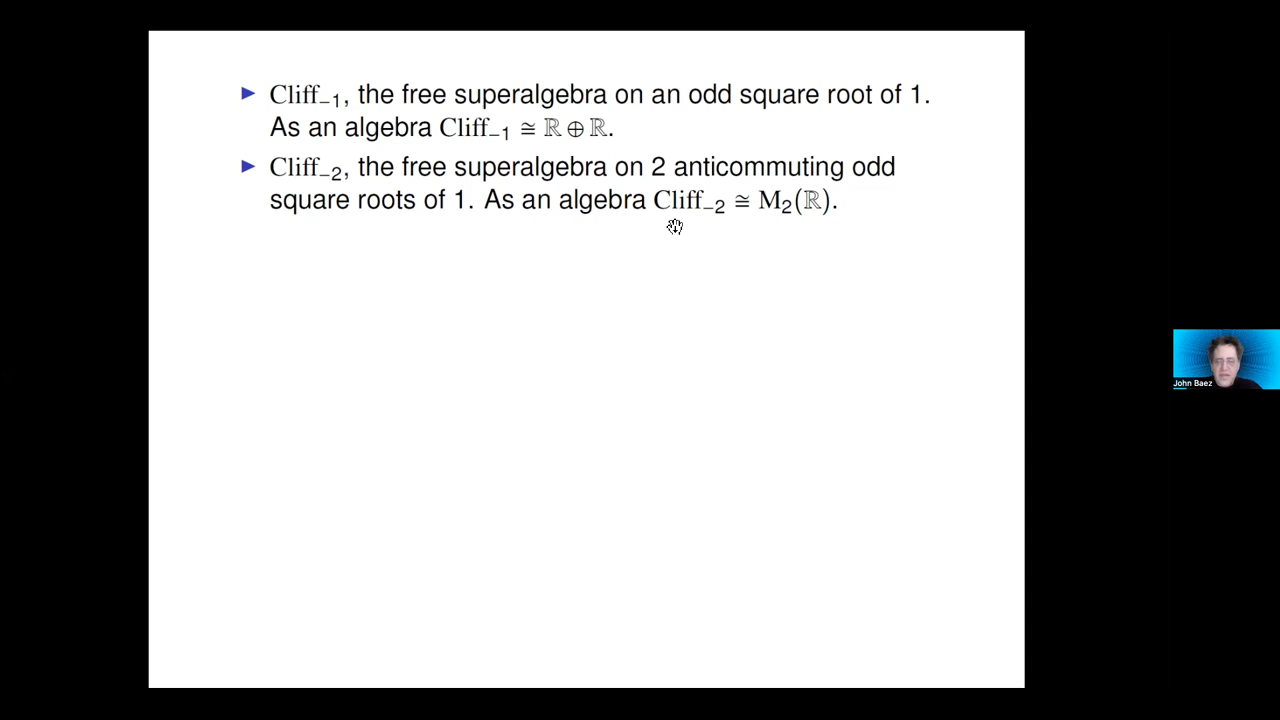 ▶ Cliff₋₁, the free superalgebra on an odd square root of 1.
As an algebra Cliff₋₁ ≅ ℝ ⊕ ℝ.
▶ Cliff₋₂, the free superalgebra on 2 anticommuting odd
square roots of 1. As an algebra Cliff₋₂ ≅ M₂(ℝ).
John Baez